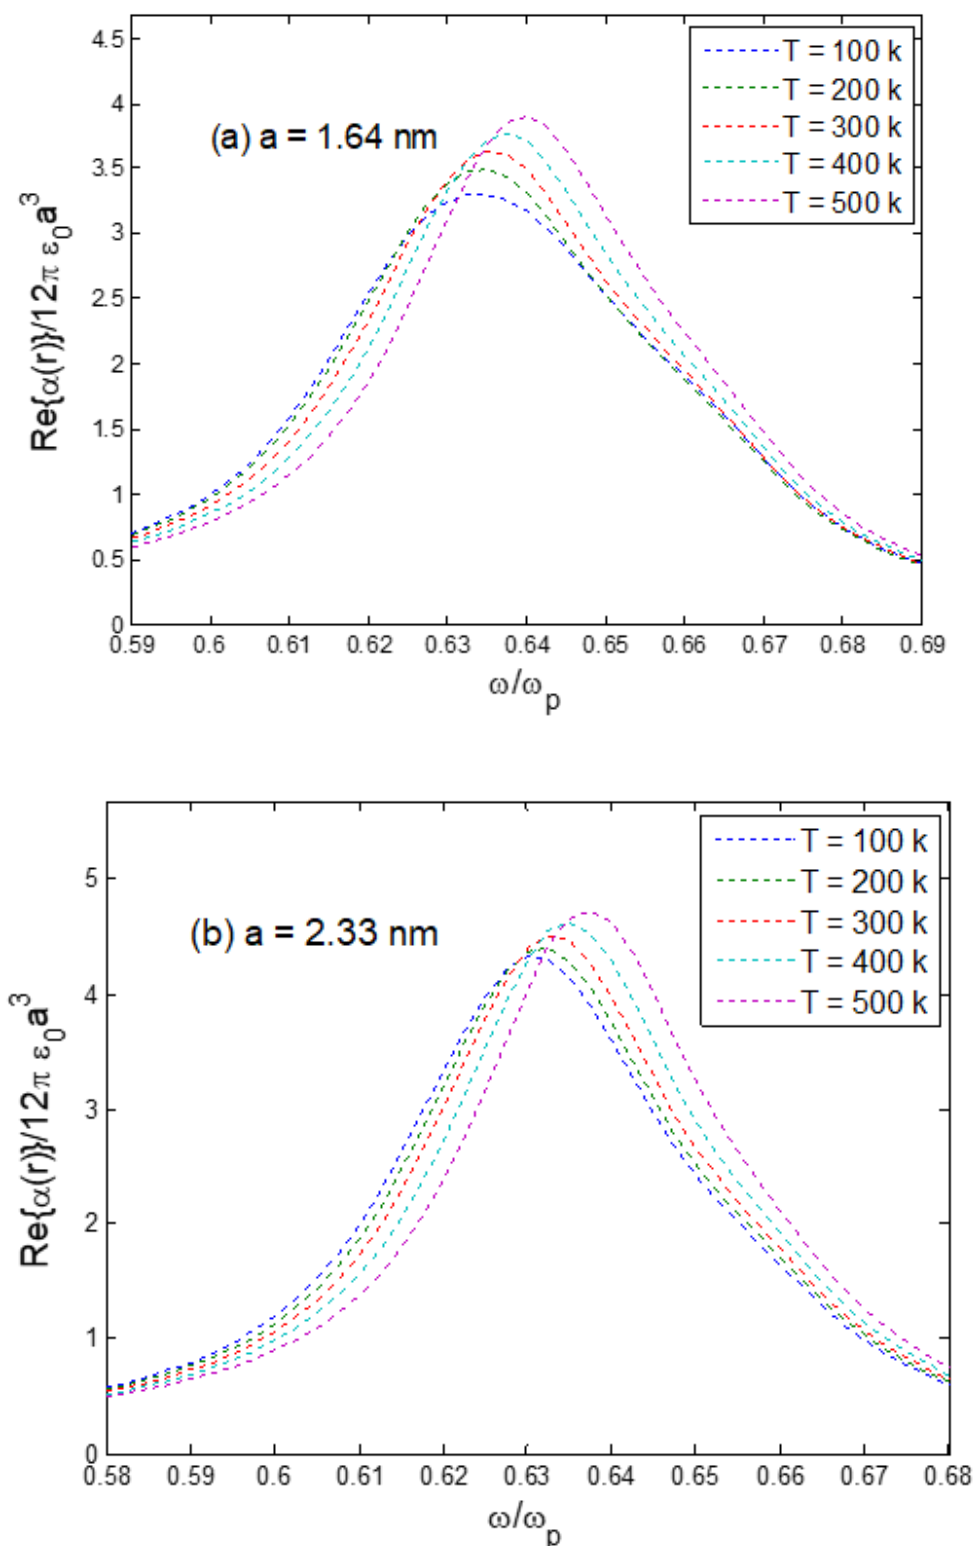 4.5
4
3.5
3
2.5
2
1.5
1
0.5
0
Re{α(r)}/12π ε₀a³
(a) a = 1.64 nm
T = 100 k
T = 200 k
T = 300 k
T = 400 k
T = 500 k
0.59 0.6 0.61 0.62 0.63 0.64 0.65 0.66 0.67 0.68 0.69
ω/ωₚ
5
4
3
2
1
0
Re{α(r)}/12π ε₀a³
(b) a = 2.33 nm
T = 100 k
T = 200 k
T = 300 k
T = 400 k
T = 500 k
0.58 0.59 0.60 0.61 0.62 0.63 0.64 0.65 0.66 0.67 0.68
ω/ωₚ